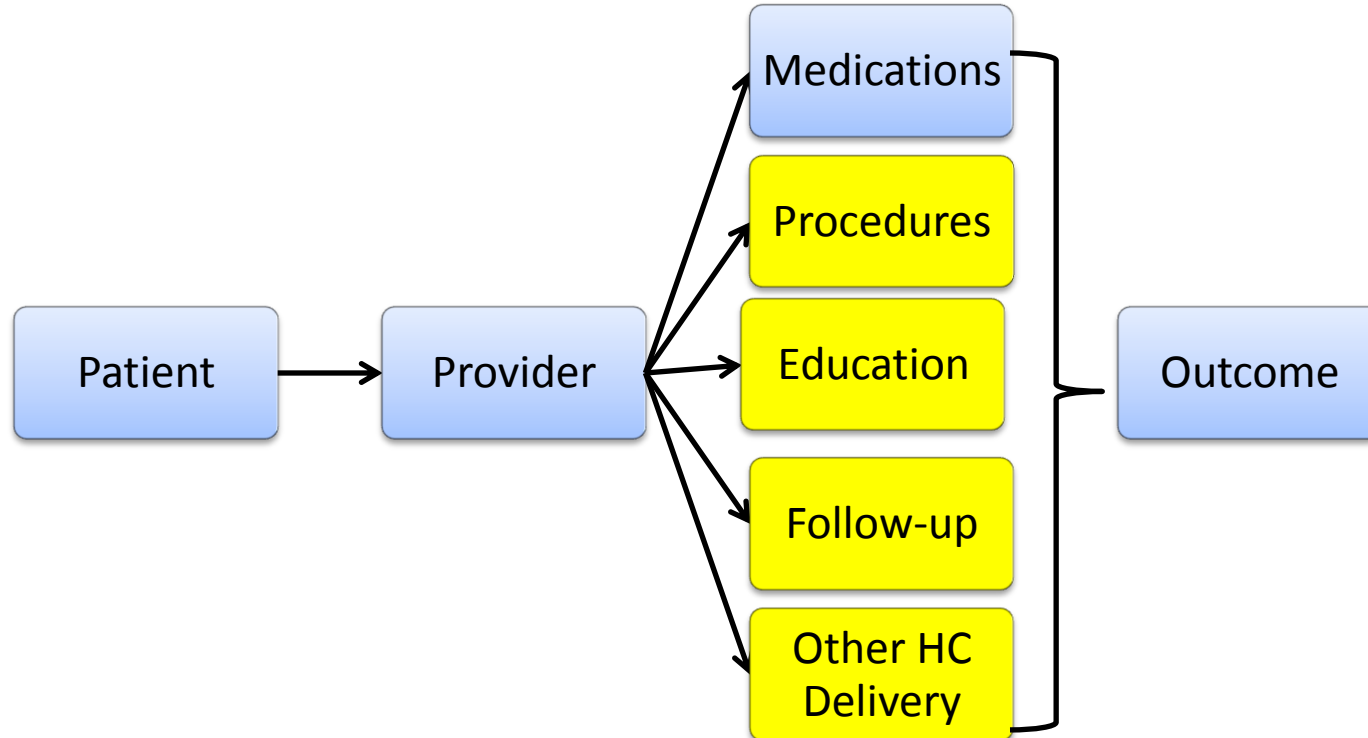 Patient
Provider
Medications
Procedures
Education
Follow-up
Other HC
Delivery
Outcome